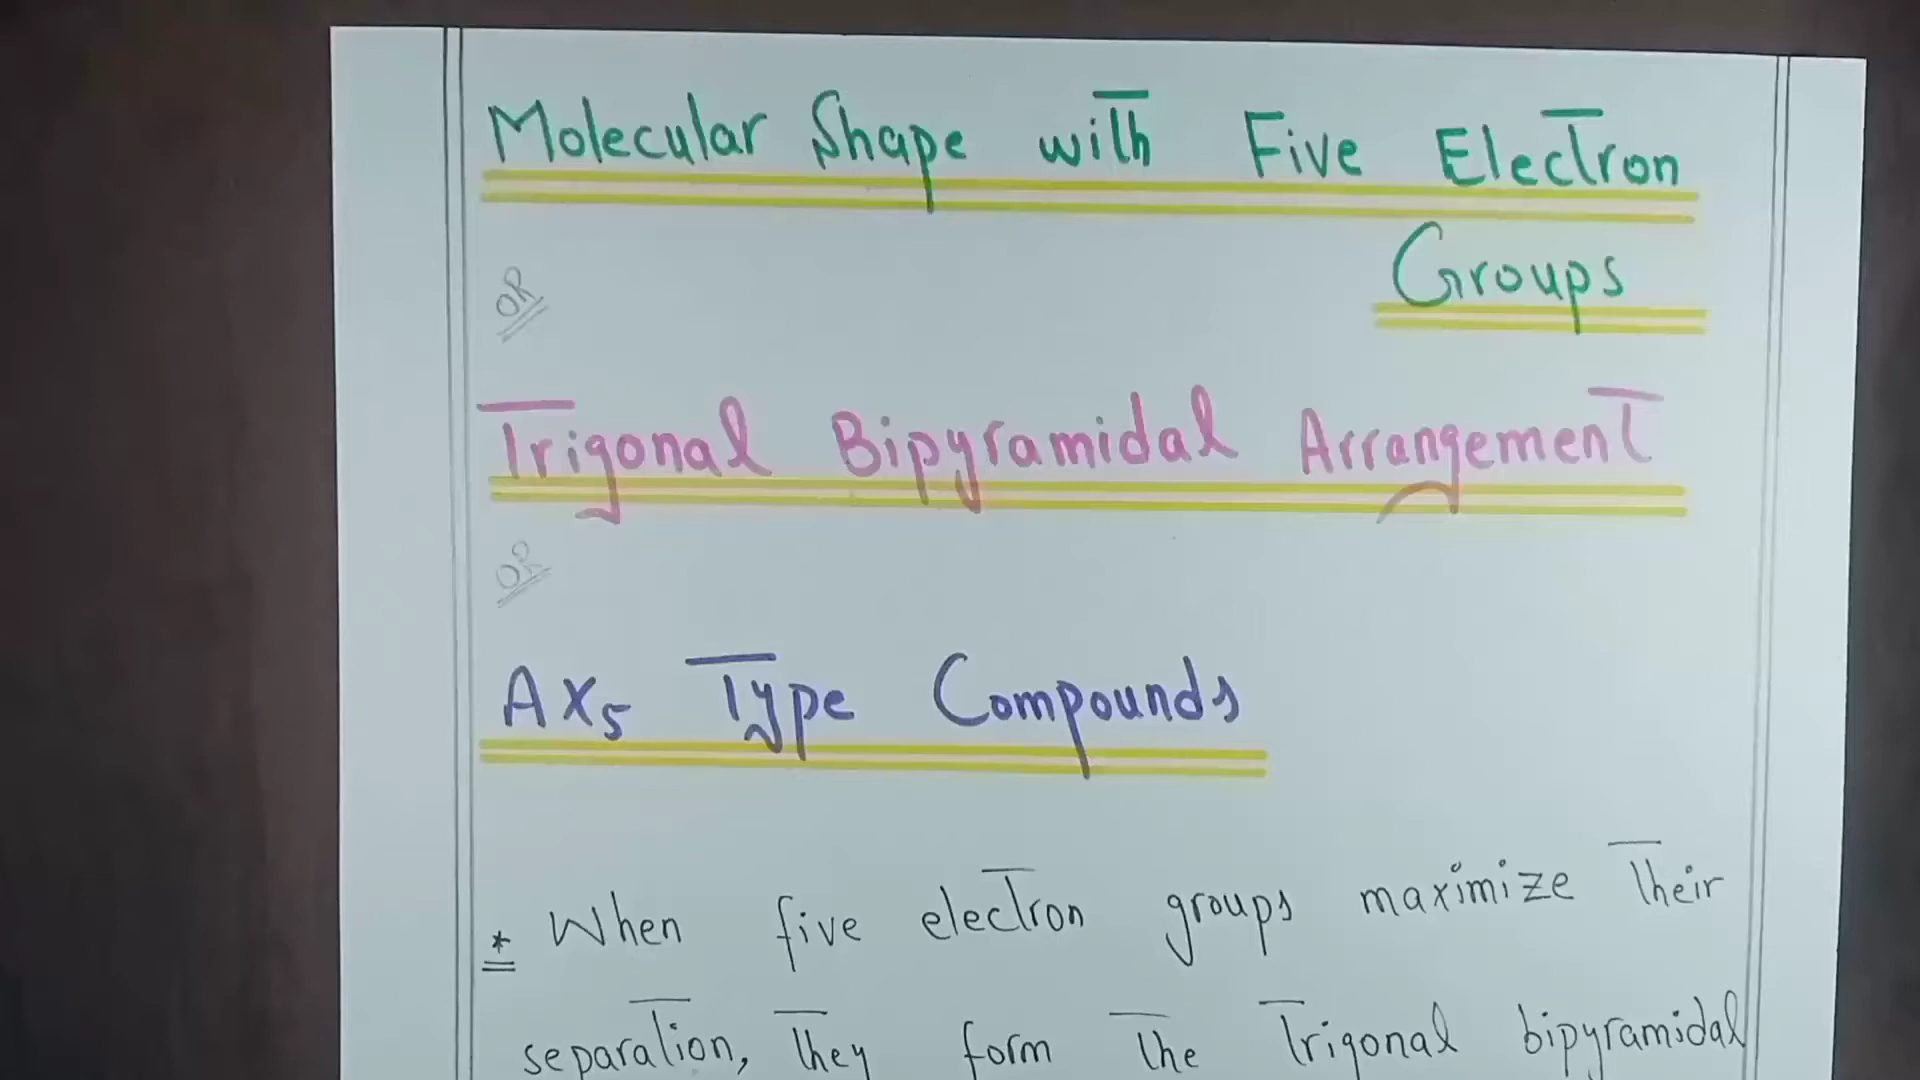 Molecular Shape with Five Electron
Groups
OR
Trigonal Bipyramidal Arrangement
OR
AX₅ Type Compounds
* When five electron groups maximize their
separation, they form the trigonal bipyramidal